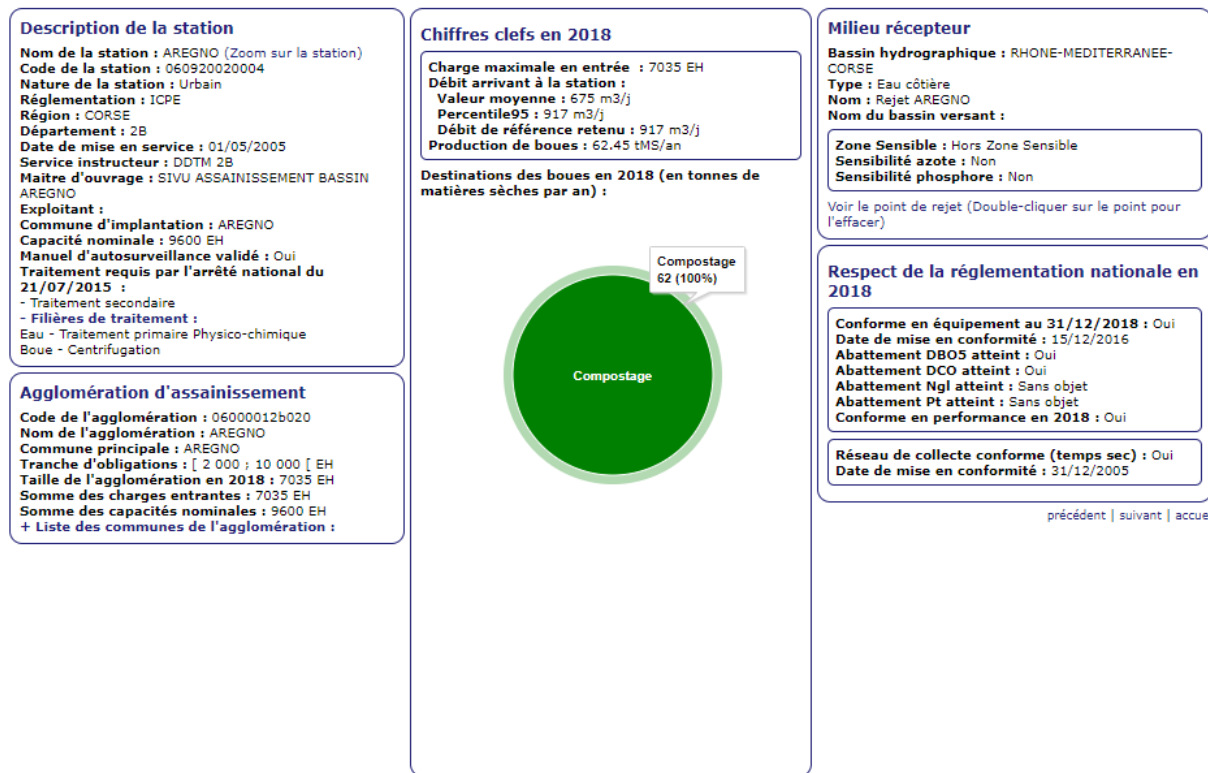 Description de la station
Nom de la station : AREGNO (Zoom sur la station)
Code de la station : 060920020004
Nature de la station : Urbain
Réglementation : ICPE
Région : CORSE
Département : 2B
Date de mise en service : 01/05/2005
Service instructeur : DDTM 2B
Maitre d'ouvrage : SIVU ASSAINISSEMENT BASSIN
AREGNO
Exploitant :
Commune d'implantation : AREGNO
Capacité nominale : 9600 EH
Manuel d'autosurveillance validé : Oui
Traitement requis par l'arrêté national du
21/07/2015 :
- Traitement secondaire
- Filières de traitement :
Eau - Traitement primaire Physico-chimique
Boue - Centrifugation
Agglomération d'assainissement
Code de l'agglomération : 06000012b020
Nom de l'agglomération : AREGNO
Commune principale : AREGNO
Tranche d'obligations : [ 2 000 ; 10 000 [ EH
Taille de l'agglomération en 2018 : 7035 EH
Somme des charges entrantes : 7035 EH
Somme des capacités nominales : 9600 EH
+ Liste des communes de l'agglomération :
Chiffres clefs en 2018
Charge maximale en entrée : 7035 EH
Débit arrivant à la station :
Valeur moyenne : 675 m3/j
Percentile95 : 917 m3/j
Débit de référence retenu : 917 m3/j
Production de boues : 62.45 tMS/an
Destinations des boues en 2018 (en tonnes de
matières sèches par an) :
Compostage
62 (100%)
Compostage
Milieu récepteur
Bassin hydrographique : RHONE-MEDITERRANEE-
CORSE
Type : Eau côtière
Nom : Rejet AREGNO
Nom du bassin versant :
Zone Sensible : Hors Zone Sensible
Sensibilité azote : Non
Sensibilité phosphore : Non
Voir le point de rejet (Double-cliquer sur le point pour
l'effacer)
Respect de la réglementation nationale en
2018
Conforme en équipement au 31/12/2018 : Oui
Date de mise en conformité : 15/12/2016
Abattement DBO5 atteint : Oui
Abattement DCO atteint : Oui
Abattement Ngl atteint : Sans objet
Abattement Pt atteint : Sans objet
Conforme en performance en 2018 : Oui
Réseau de collecte conforme (temps sec) : Oui
Date de mise en conformité : 31/12/2005
précédent | suivant | accue